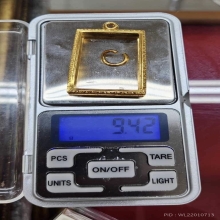 9.42
PCS
TARE
ON/OFF
UNITS
LIGHT